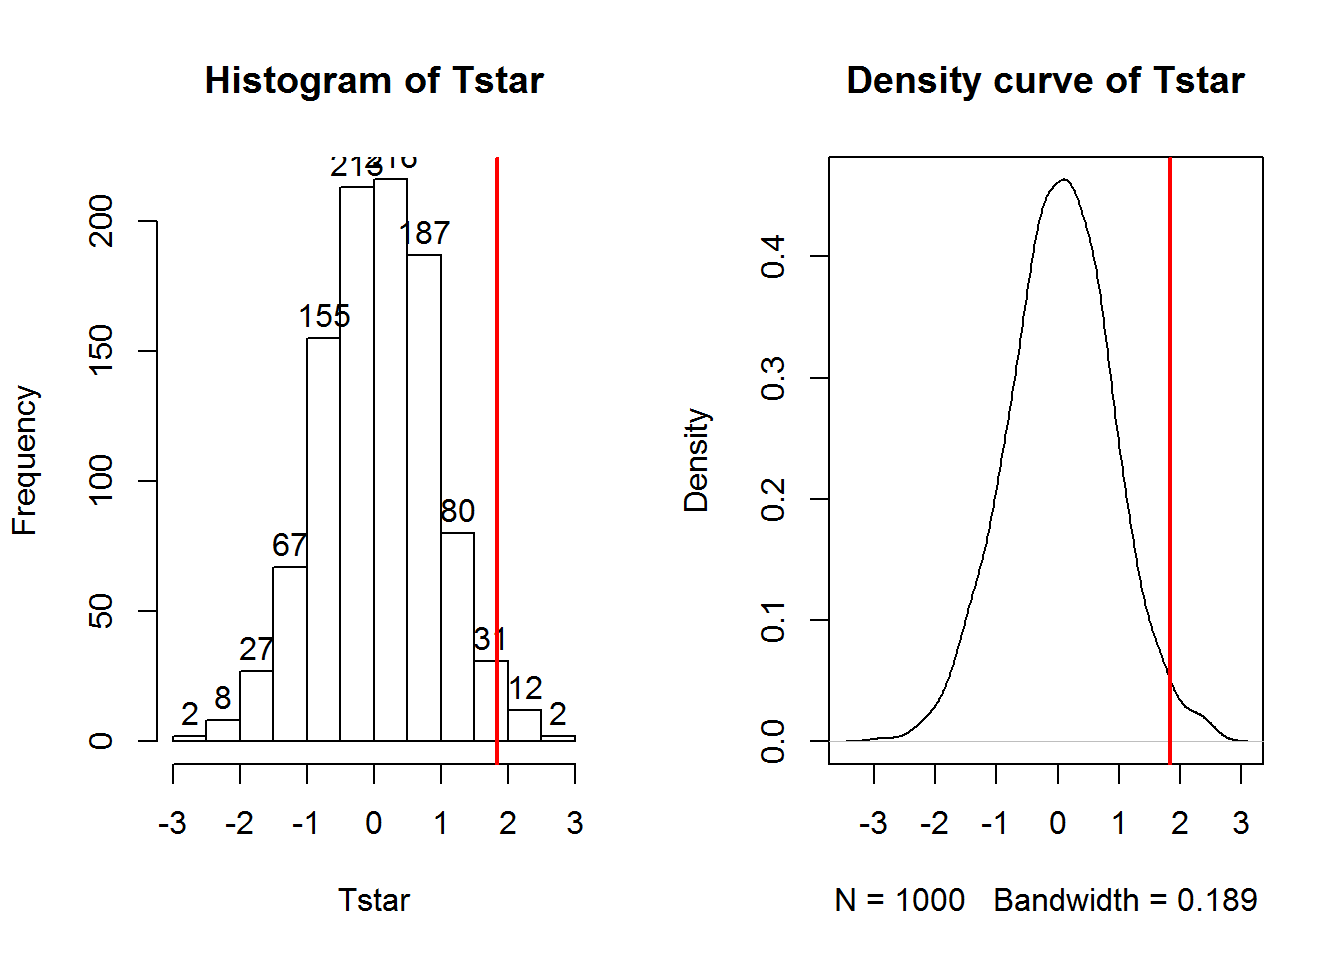 Histogram of Tstar
213
216
187
155
80
67
31
27
12
8
2
2
Frequency
0
50
100
150
200
-3 -2 -1 0 1 2 3
Tstar
Density curve of Tstar
Density
0.0
0.1
0.2
0.3
0.4
-3 -2 -1 0 1 2 3
N = 1000 Bandwidth = 0.189